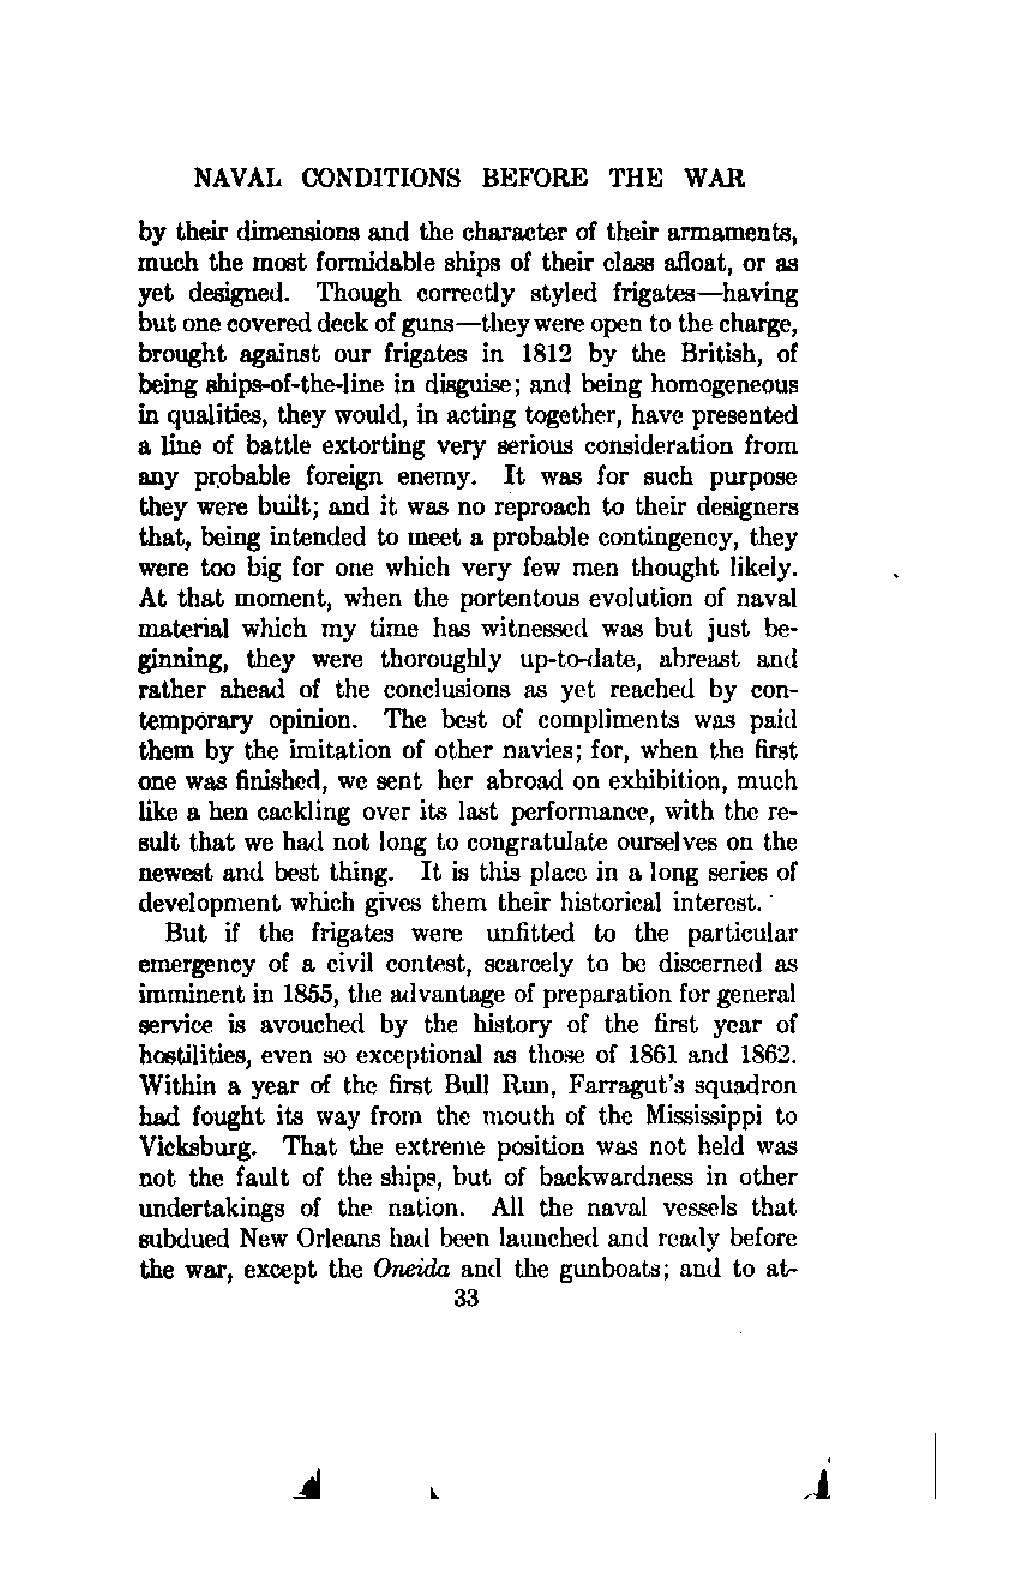 NAVAL CONDITIONS BEFORE THE WAR
by their dimensions and the character of their armaments,
much the most formidable ships of their class afloat, or as
yet designed. Though correctly styled frigates—having
but one covered deck of guns—they were open to the charge,
brought against our frigates in 1812 by the British, of
being ships-of-the-line in disguise; and being homogeneous
in qualities, they would, in acting together, have presented
a line of battle extorting very serious consideration from
any probable foreign enemy. It was for such purpose
they were built; and it was no reproach to their designers
that, being intended to meet a probable contingency, they
were too big for one which very few men thought likely.
At that moment, when the portentous evolution of naval
material which my time has witnessed was but just be-
ginning, they were thoroughly up-to-date, abreast and
rather ahead of the conclusions as yet reached by con-
temporary opinion. The best of compliments was paid
them by the imitation of other navies; for, when the first
one was finished, we sent her abroad on exhibition, much
like a hen cackling over its last performance, with the re-
sult that we had not long to congratulate ourselves on the
newest and best thing. It is this place in a long series of
development which gives them their historical interest.
But if the frigates were unfitted to the particular
emergency of a civil contest, scarcely to be discerned as
imminent in 1855, the advantage of preparation for general
service is avouched by the history of the first year of
hostilities, even so exceptional as those of 1861 and 1862.
Within a year of the first Bull Run, Farragut's squadron
had fought its way from the mouth of the Mississippi to
Vicksburg. That the extreme position was not held was
not the fault of the ships, but of backwardness in other
undertakings of the nation. All the naval vessels that
subdued New Orleans had been launched and ready before
the war, except the Oneida and the gunboats; and to at-
33